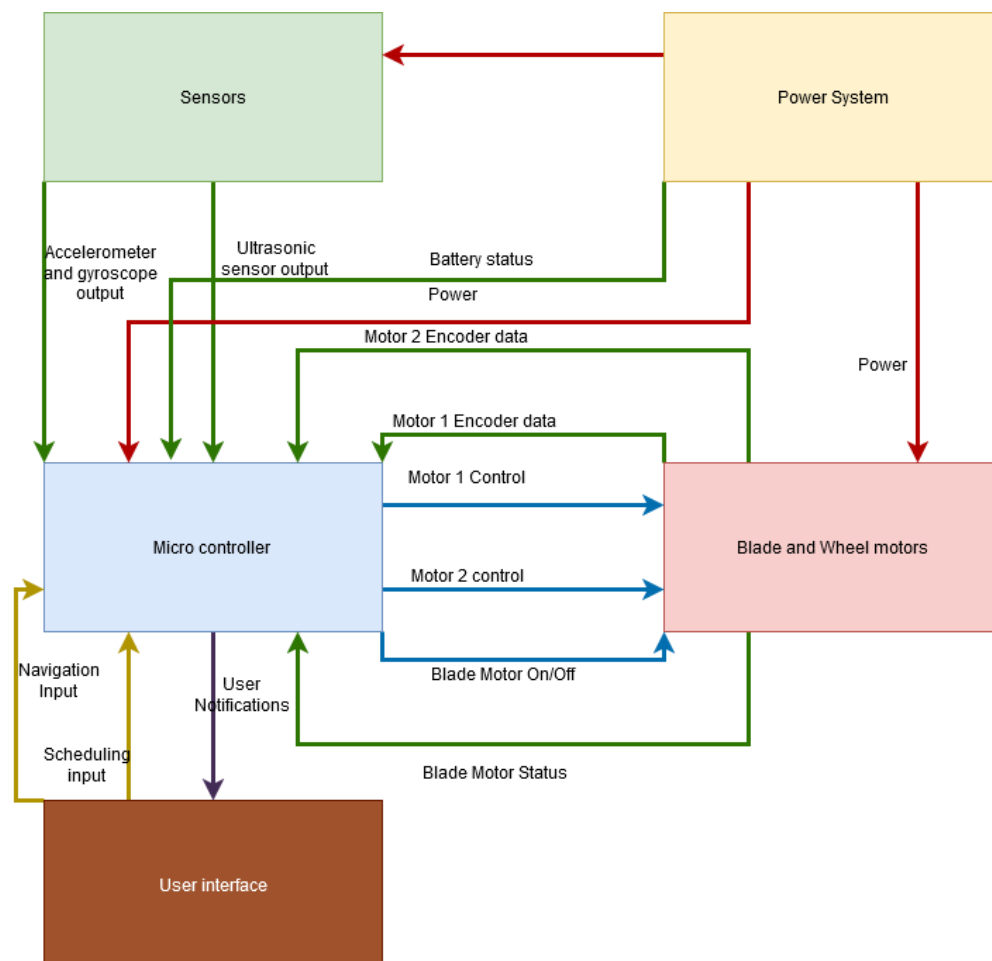 Sensors
Power System
Accelerometer
and gyroscope
output
Ultrasonic
sensor output
Battery status
Power
Motor 2 Encoder data
Power
Motor 1 Encoder data
Motor 1 Control
Micro controller
Blade and Wheel motors
Motor 2 control
Navigation
Input
User
Notifications
Blade Motor On/Off
Scheduling
input
Blade Motor Status
User interface